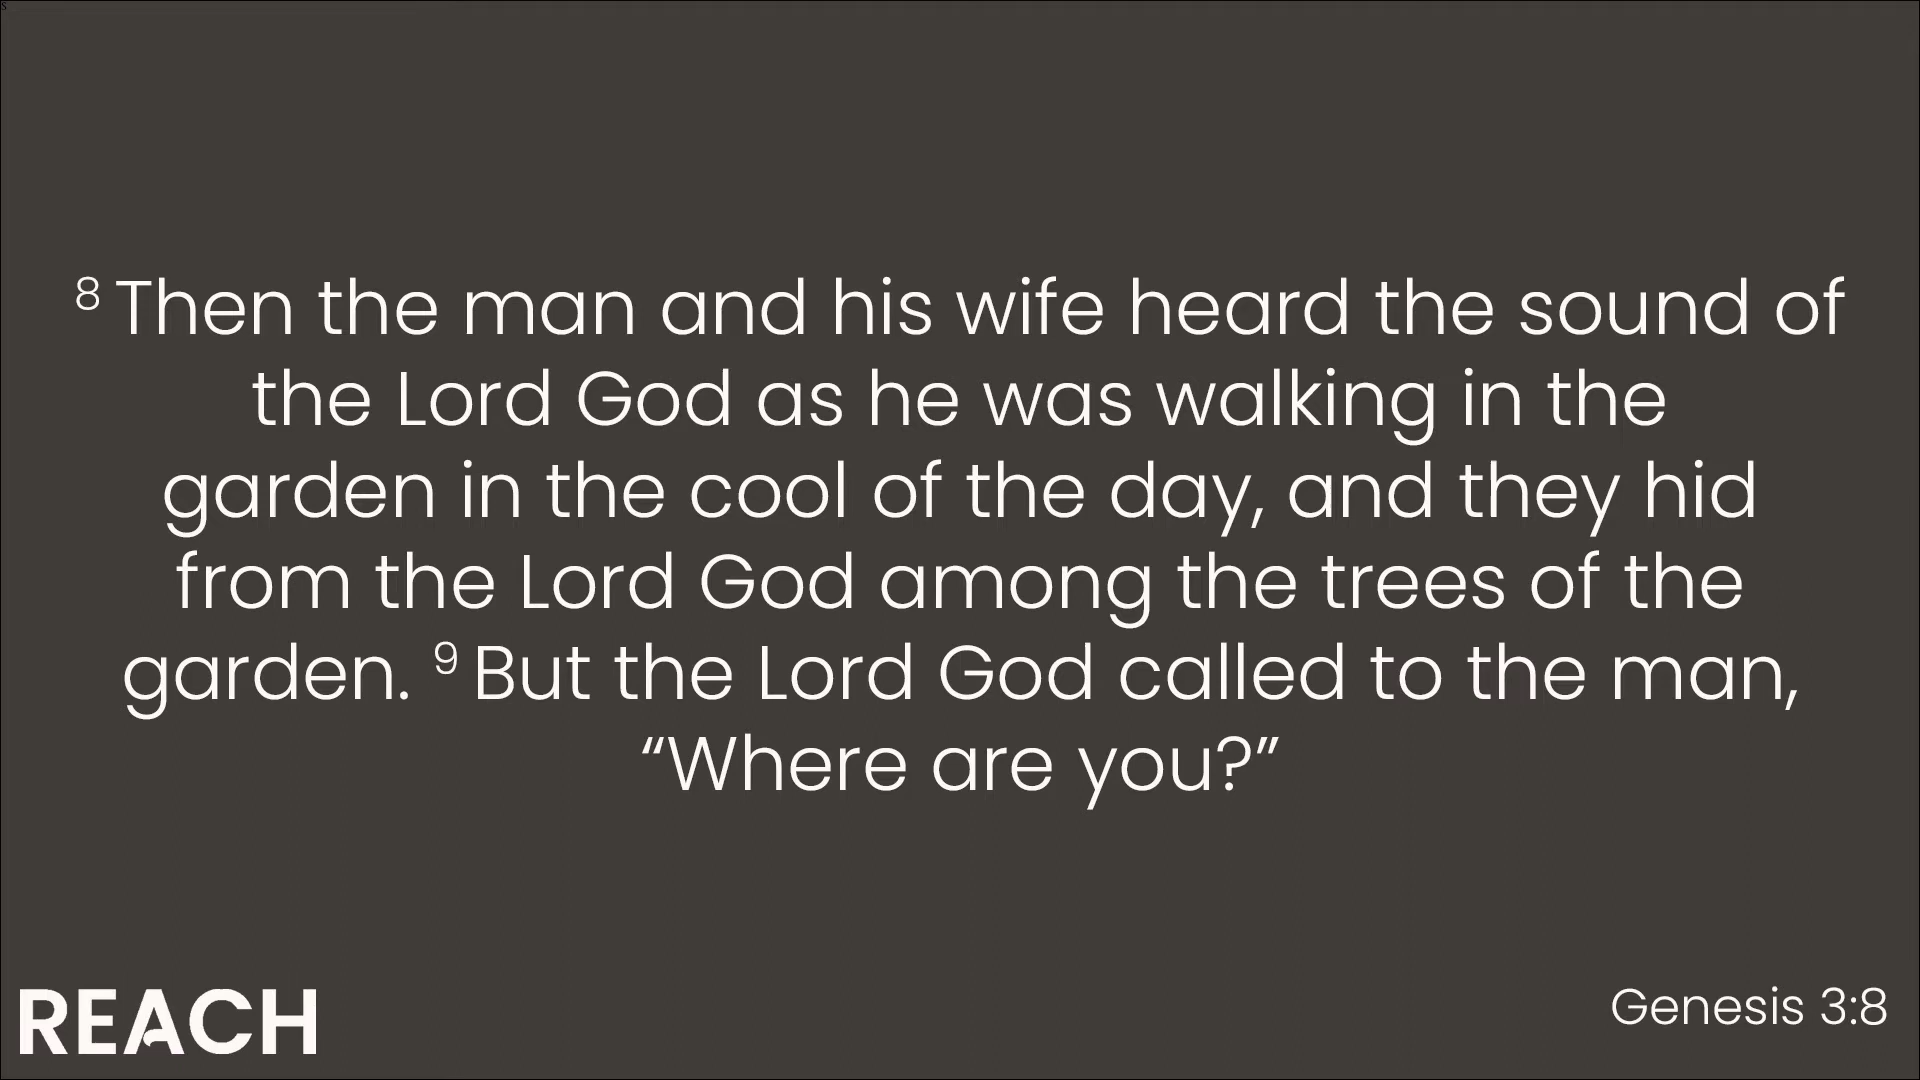 s
⁸ Then the man and his wife heard the sound of
the Lord God as he was walking in the
garden in the cool of the day, and they hid
from the Lord God among the trees of the
garden. ⁹ But the Lord God called to the man,
“Where are you?”
REACH
Genesis 3:8